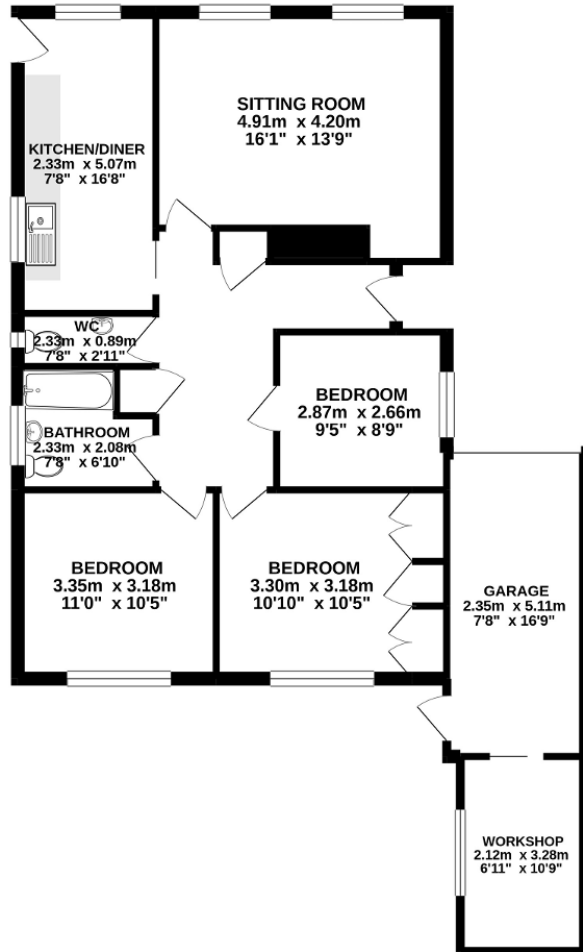 SITTING ROOM
4.91m x 4.20m
16'1" x 13'9"
KITCHEN/DINER
2.33m x 5.07m
7'8" x 16'8"
WC
2.33m x 0.89m
7'8" x 2'11"
BEDROOM
2.87m x 2.66m
9'5" x 8'9"
BATHROOM
2.33m x 2.08m
7'8" x 6'10"
BEDROOM
3.35m x 3.18m
11'0" x 10'5"
BEDROOM
3.30m x 3.18m
10'10" x 10'5"
GARAGE
2.35m x 5.11m
7'8" x 16'9"
WORKSHOP
2.12m x 3.28m
6'11" x 10'9"